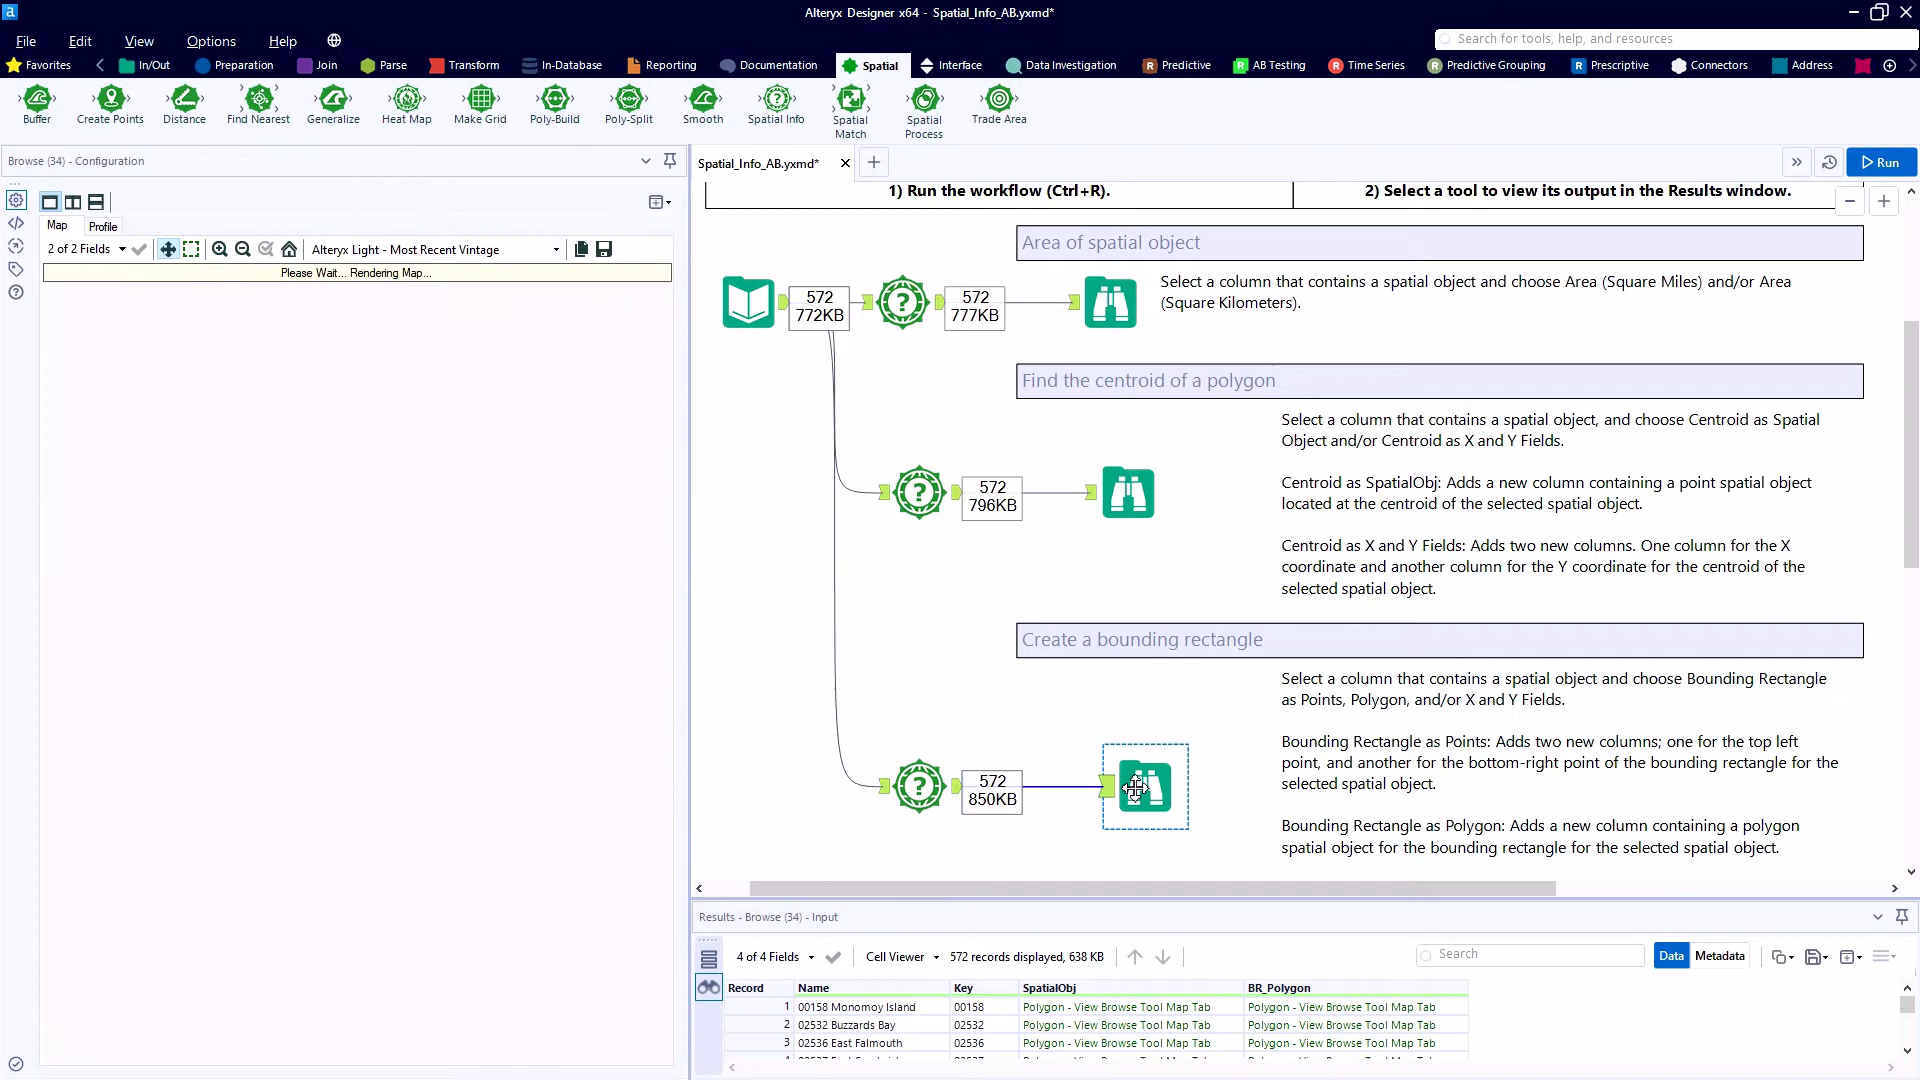 Alteryx Designer x64 - Spatial_Info_AB.yxmd*
File Edit View Options Help
Search for tools, help, and resources
Favorites In/Out Preparation Join Parse Transform In-Database Reporting Documentation Spatial Interface Data Investigation Predictive AB Testing Time Series Predictive Grouping Prescriptive Connectors Address
Buffer Create Points Distance Find Nearest Generalize Heat Map Make Grid Poly-Build Poly-Split Smooth Spatial Info Spatial Match Spatial Process Trade Area
Browse (34) - Configuration
Map Profile
2 of 2 Fields Alteryx Light - Most Recent Vintage
Please Wait... Rendering Map...
Spatial_Info_AB.yxmd*
Run
1) Run the workflow (Ctrl+R).
2) Select a tool to view its output in the Results window.
Area of spatial object
572
772KB
572
777KB
Select a column that contains a spatial object and choose Area (Square Miles) and/or Area
(Square Kilometers).
Find the centroid of a polygon
Select a column that contains a spatial object, and choose Centroid as Spatial
Object and/or Centroid as X and Y Fields.
572
796KB
Centroid as SpatialObj: Adds a new column containing a point spatial object
located at the centroid of the selected spatial object.
Centroid as X and Y Fields: Adds two new columns. One column for the X
coordinate and another column for the Y coordinate for the centroid of the
selected spatial object.
Create a bounding rectangle
Select a column that contains a spatial object and choose Bounding Rectangle
as Points, Polygon, and/or X and Y Fields.
572
850KB
Bounding Rectangle as Points: Adds two new columns; one for the top left
point, and another for the bottom-right point of the bounding rectangle for the
selected spatial object.
Bounding Rectangle as Polygon: Adds a new column containing a polygon
spatial object for the bounding rectangle for the selected spatial object.
Results - Browse (34) - Input
4 of 4 Fields Cell Viewer 572 records displayed, 638 KB Search Data Metadata
Record Name Key SpatialObj BR_Polygon
1 00158 Monomoy Island 00158 Polygon - View Browse Tool Map Tab Polygon - View Browse Tool Map Tab
2 02532 Buzzards Bay 02532 Polygon - View Browse Tool Map Tab Polygon - View Browse Tool Map Tab
3 02536 East Falmouth 02536 Polygon - View Browse Tool Map Tab Polygon - View Browse Tool Map Tab